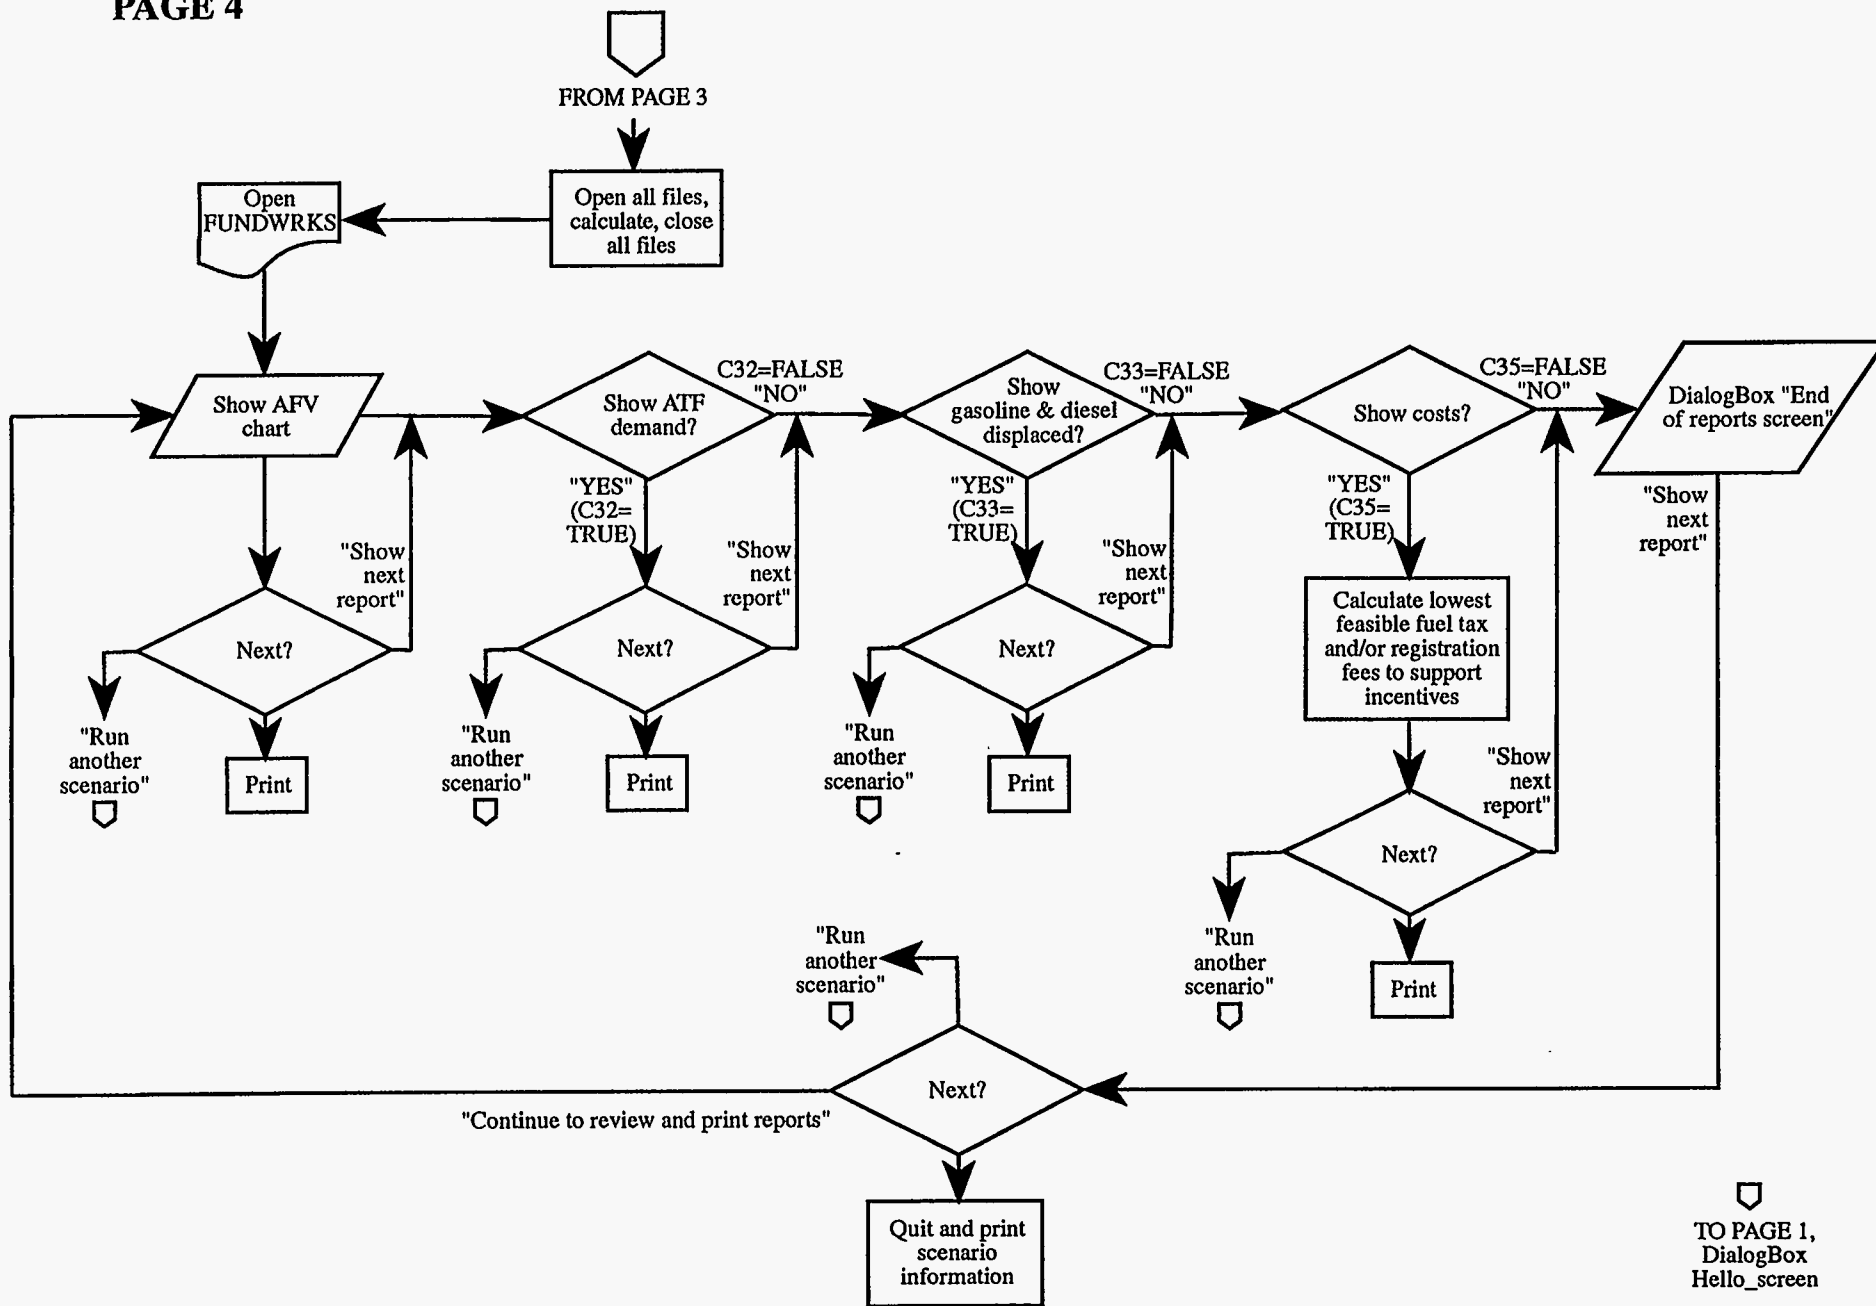 PAGE 4
FROM PAGE 3
Open all files,
calculate, close
all files
Open
FUNDWRKS
Show AFV
chart
Show ATF
demand?
C32=FALSE
"NO"
Show
gasoline & diesel
displaced?
C33=FALSE
"NO"
Show costs?
C35=FALSE
"NO"
DialogBox "End
of reports screen"
"YES"
(C32=
TRUE)
"YES"
(C33=
TRUE)
"YES"
(C35=
TRUE)
"Show
next
report"
"Show
next
report"
"Show
next
report"
"Show
next
report"
Calculate lowest
feasible fuel tax
and/or registration
fees to support
incentives
Next?
Next?
Next?
"Run
another
scenario"
Print
"Run
another
scenario"
Print
"Run
another
scenario"
Print
"Show
next
report"
Next?
"Run
another
scenario"
Print
"Run
another
scenario"
Next?
"Continue to review and print reports"
Quit and print
scenario
information
TO PAGE 1,
DialogBox
Hello_screen